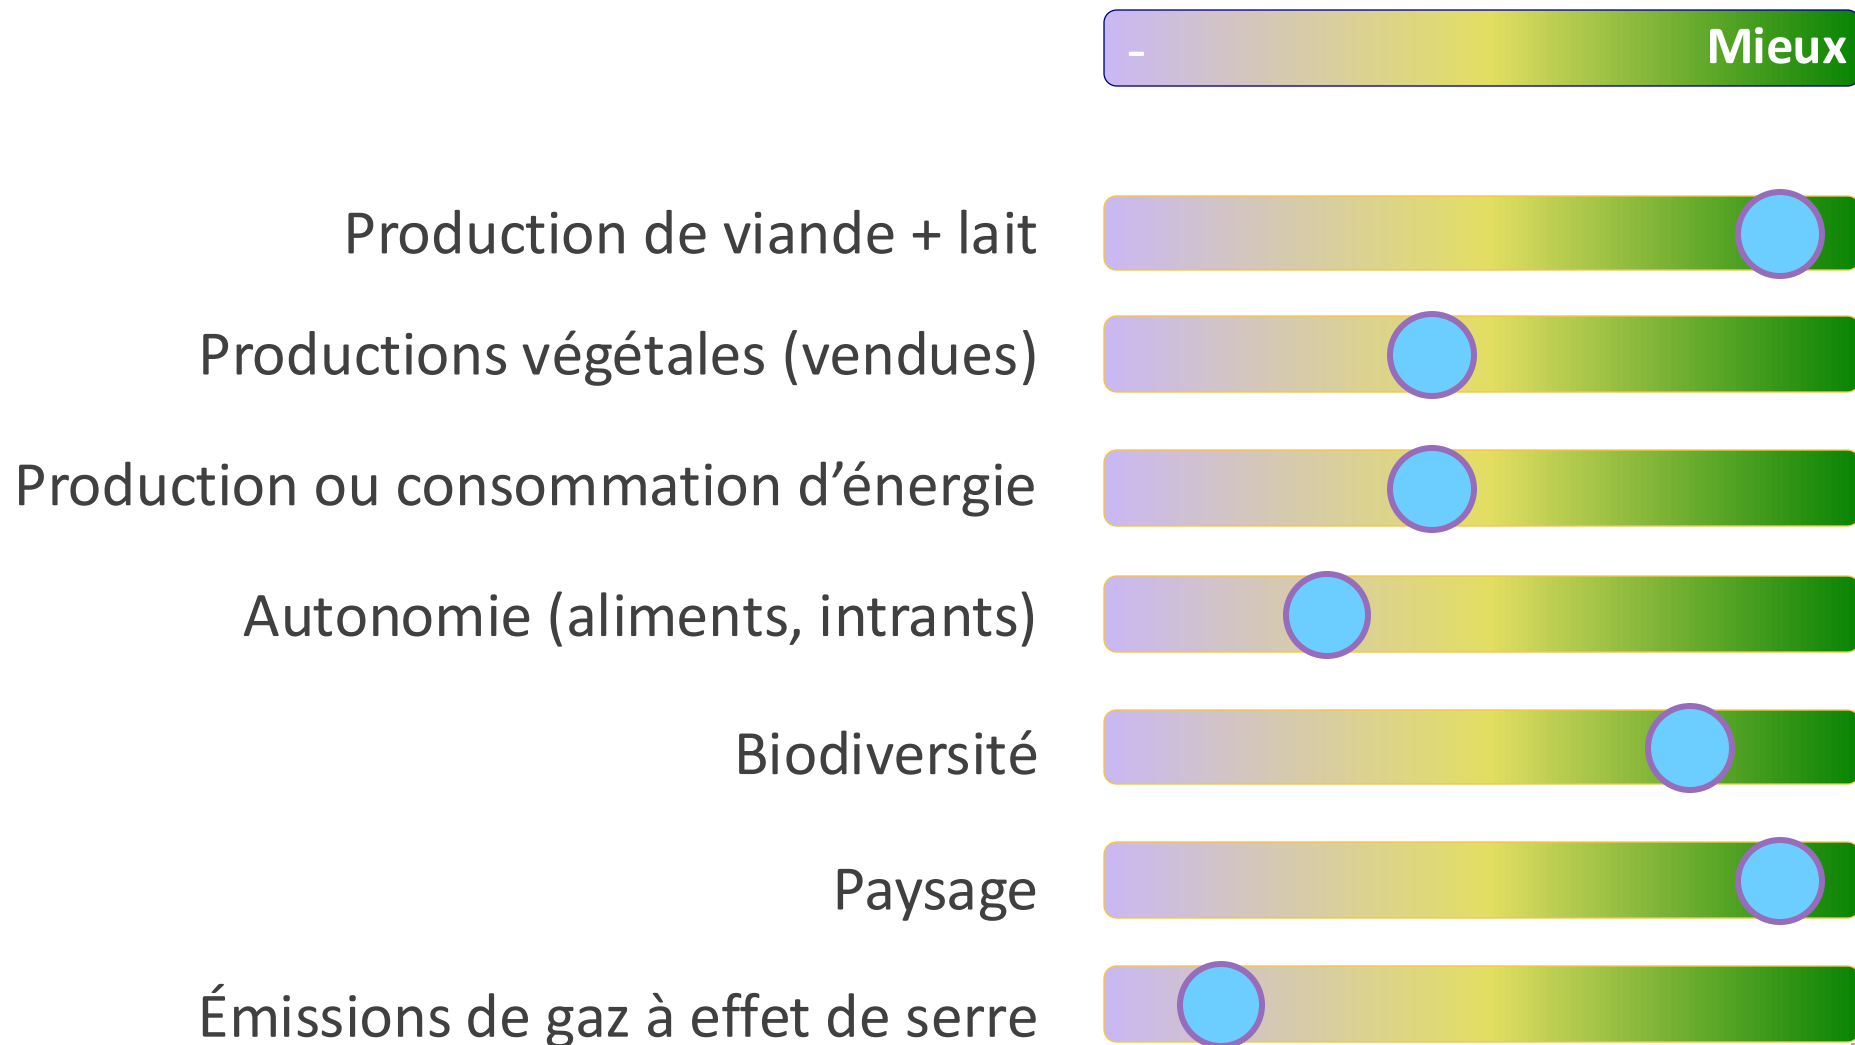 - Mieux
Production de viande + lait
Productions végétales (vendues)
Production ou consommation d’énergie
Autonomie (aliments, intrants)
Biodiversité
Paysage
Émissions de gaz à effet de serre